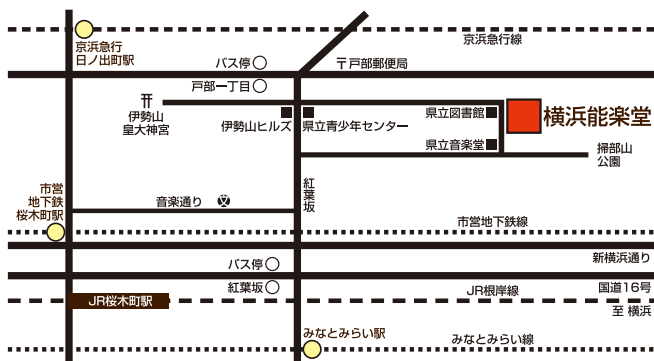 京浜急行
日ノ出町駅
京浜急行線
バス停
〒戸部郵便局
戸部一丁目
伊勢山
皇大神宮
伊勢山ヒルズ
県立青少年センター
県立図書館
横浜能楽堂
県立音楽堂
掃部山
公園
市営
地下鉄
桜木町駅
音楽通り
紅葉坂
市営地下鉄線
新横浜通り
バス停
紅葉坂
JR根岸線
国道16号
JR桜木町駅
至 横浜
みなとみらい駅
みなとみらい線